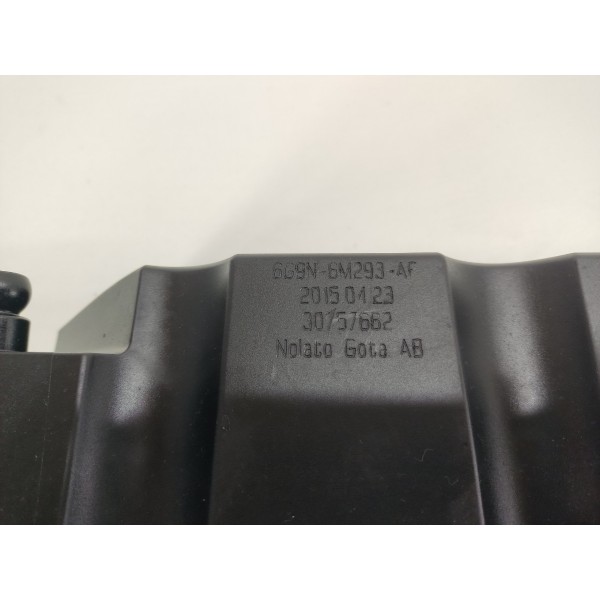 6G9N-6M293-AF
2015 04 23
30757662
Nolato Gota AB